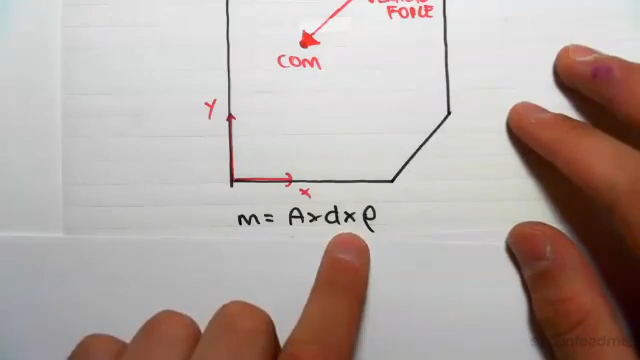 FORCE
COM
Y
X
m = A x d x ρ